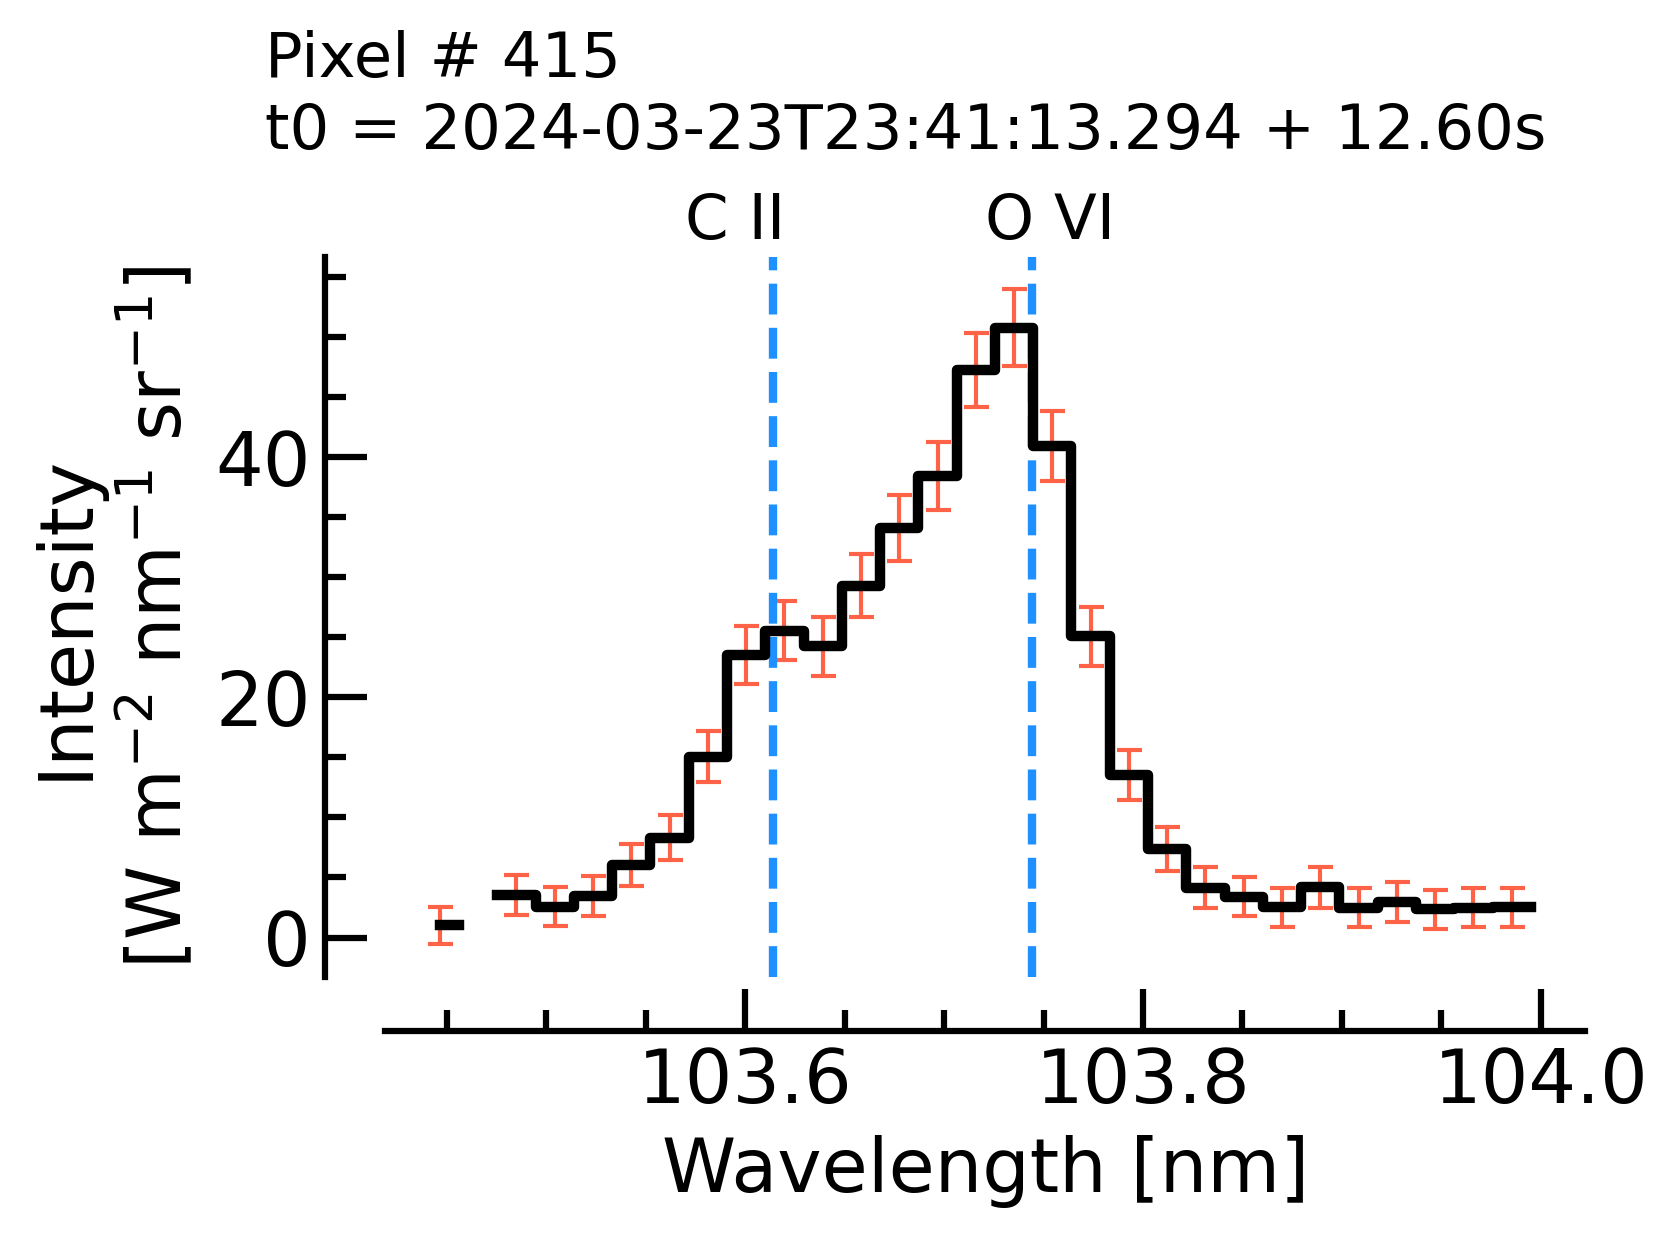 Pixel # 415
t0 = 2024-03-23T23:41:13.294 + 12.60s
C II
O VI
Intensity
[W m⁻² nm⁻¹ sr⁻¹]
40
20
0
103.6
103.8
104.0
Wavelength [nm]